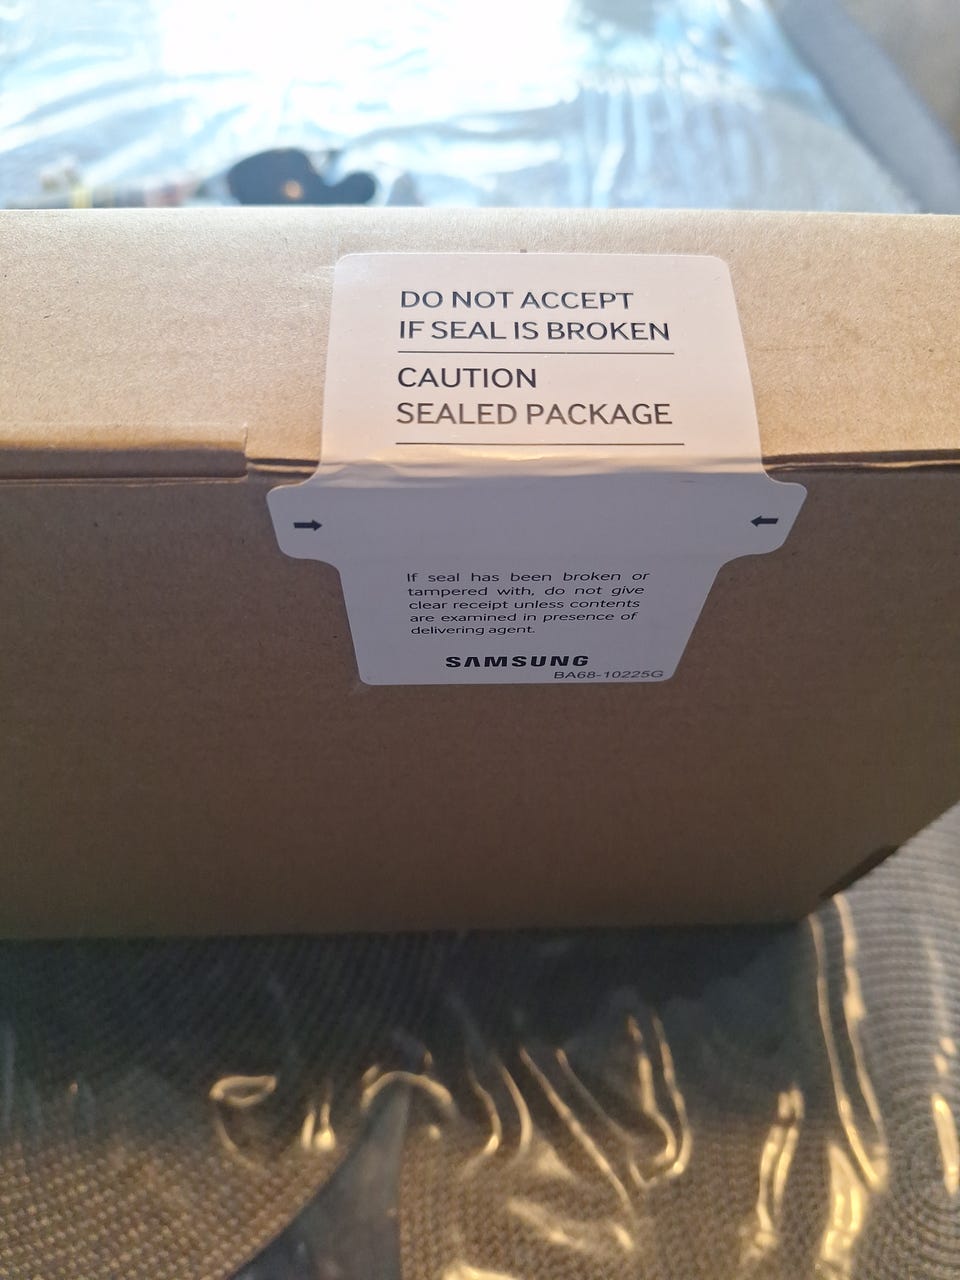 DO NOT ACCEPT
IF SEAL IS BROKEN
CAUTION
SEALED PACKAGE
If seal has been broken or
tampered with, do not give
clear receipt unless contents
are examined in presence of
delivering agent.
SAMSUNG
BA68-10225G